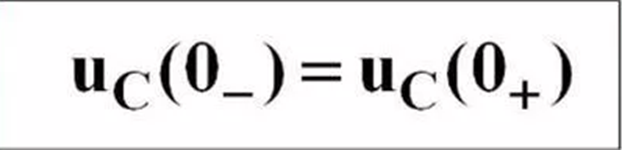 u_C(0_−) = u_C(0_+)